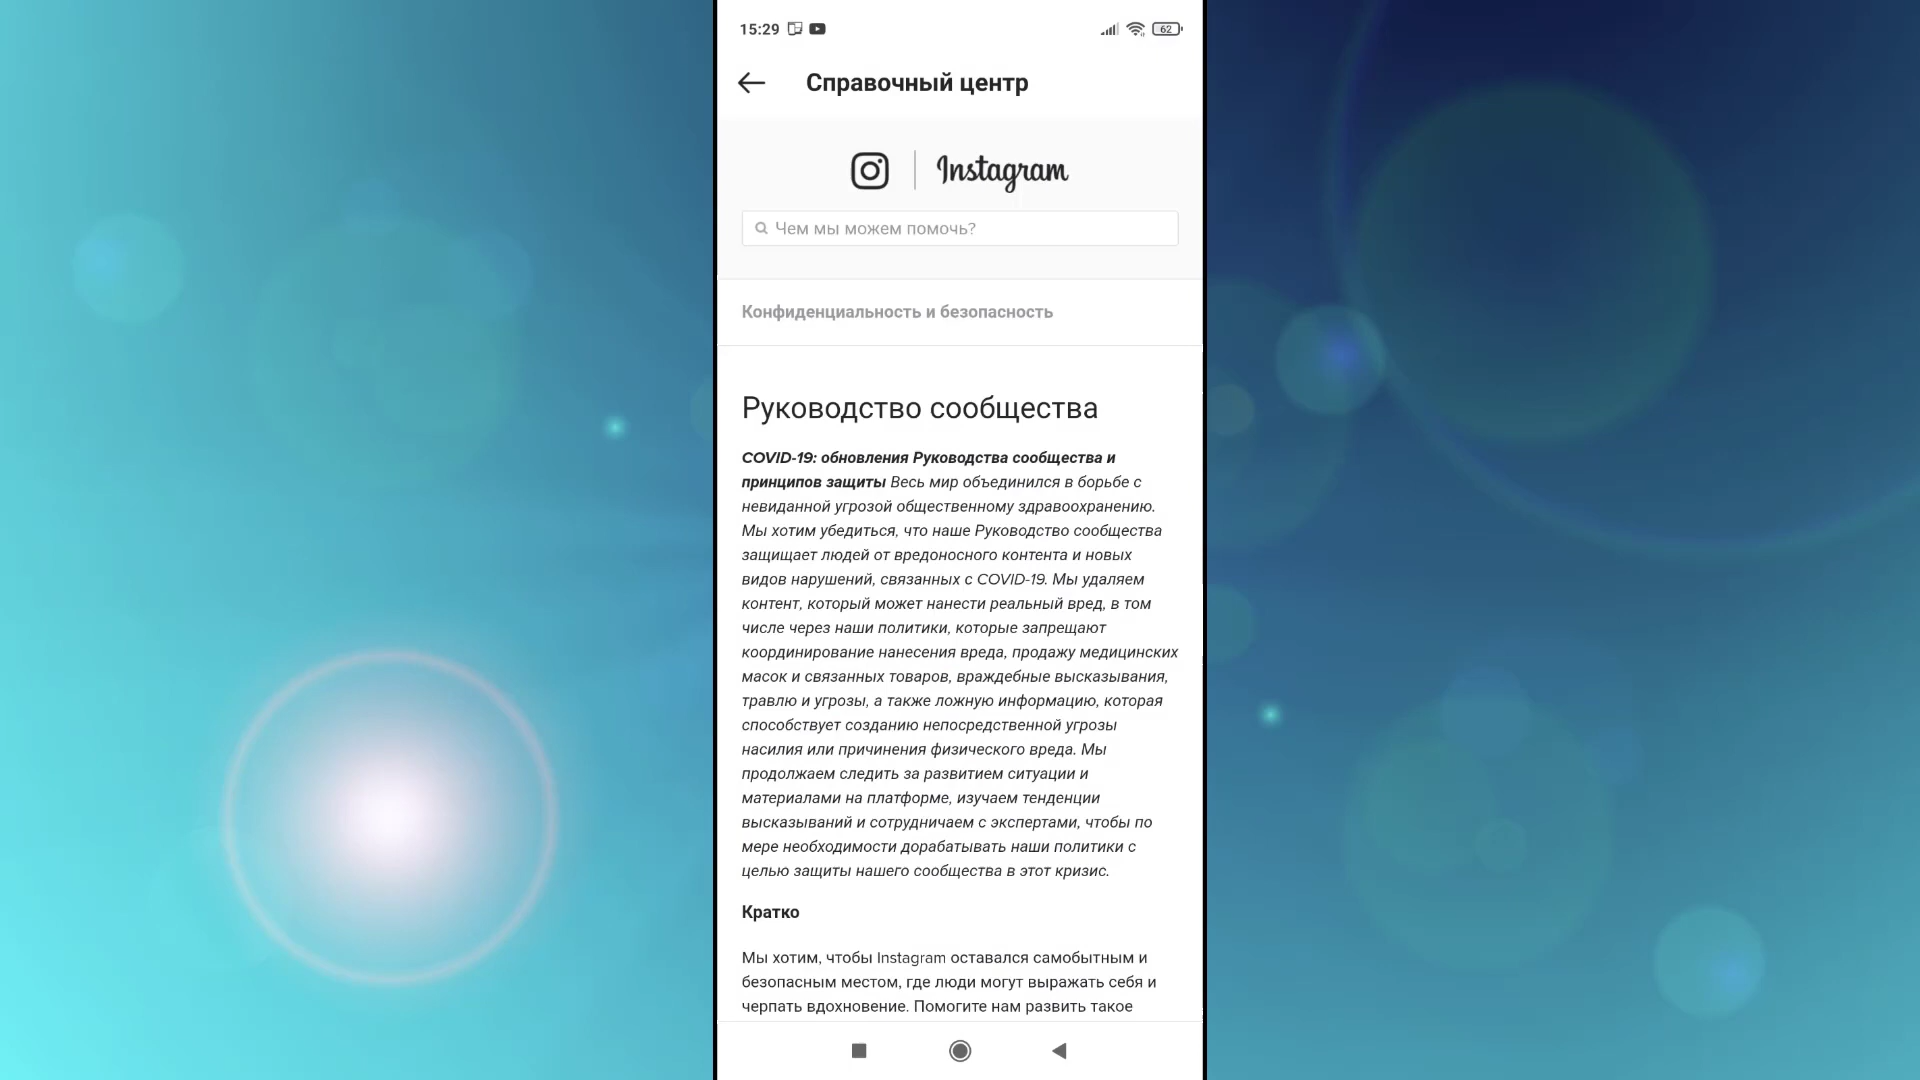 15:29
62
Справочный центр
Instagram
Чем мы можем помочь?
Конфиденциальность и безопасность
Руководство сообщества
COVID-19: обновления Руководства сообщества и
принципов защиты Весь мир объединился в борьбе с
невиданной угрозой общественному здравоохранению.
Мы хотим убедиться, что наше Руководство сообщества
защищает людей от вредоносного контента и новых
видов нарушений, связанных с COVID-19. Мы удаляем
контент, который может нанести реальный вред, в том
числе через наши политики, которые запрещают
координирование нанесения вреда, продажу медицинских
масок и связанных товаров, враждебные высказывания,
травлю и угрозы, а также ложную информацию, которая
способствует созданию непосредственной угрозы
насилия или причинения физического вреда. Мы
продолжаем следить за развитием ситуации и
материалами на платформе, изучаем тенденции
высказываний и сотрудничаем с экспертами, чтобы по
мере необходимости дорабатывать наши политики с
целью защиты нашего сообщества в этот кризис.
Кратко
Мы хотим, чтобы Instagram оставался самобытным и
безопасным местом, где люди могут выражать себя и
черпать вдохновение. Помогите нам развить такое